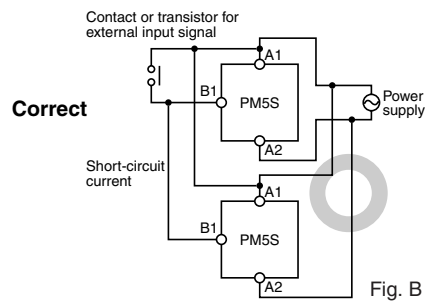 Contact or transistor for
external input signal
A1
B1
PM5S
Power
supply
Correct
A2
Short-circuit
current
A1
B1
PM5S
A2
Fig. B